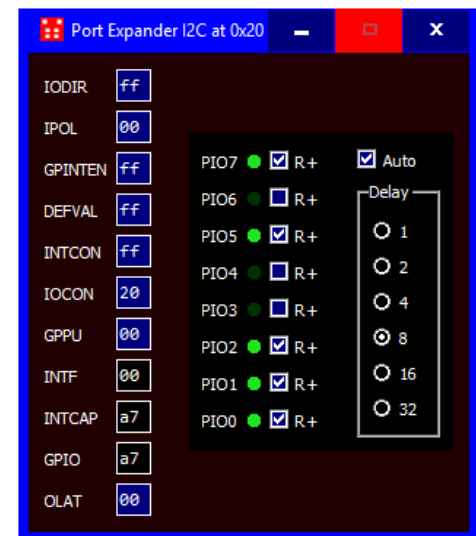 Port Expander I2C at 0x20
IODIR ff
IPOL 00
GPINTEN ff
DEFVAL ff
INTCON ff
IOCON 20
GPPU 00
INTF 00
INTCAP a7
GPIO a7
OLAT 00
PIO7 R+
PIO6 R+
PIO5 R+
PIO4 R+
PIO3 R+
PIO2 R+
PIO1 R+
PIO0 R+
Auto
Delay
1
2
4
8
16
32